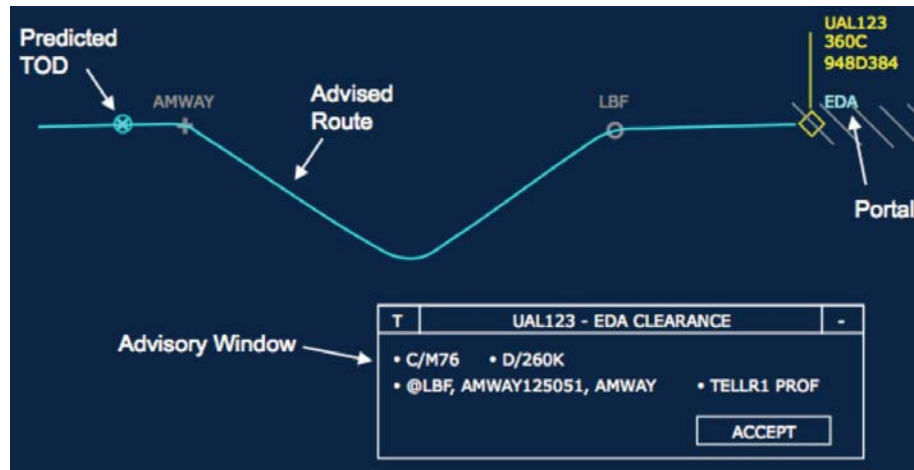 Predicted
TOD
AMWAY
Advised
Route
LBF
UAL123
360C
948D384
EDA
Portal
Advisory Window
T UAL123 - EDA CLEARANCE -
• C/M76 • D/260K
• @LBF, AMWAY125051, AMWAY • TELLR1 PROF
ACCEPT